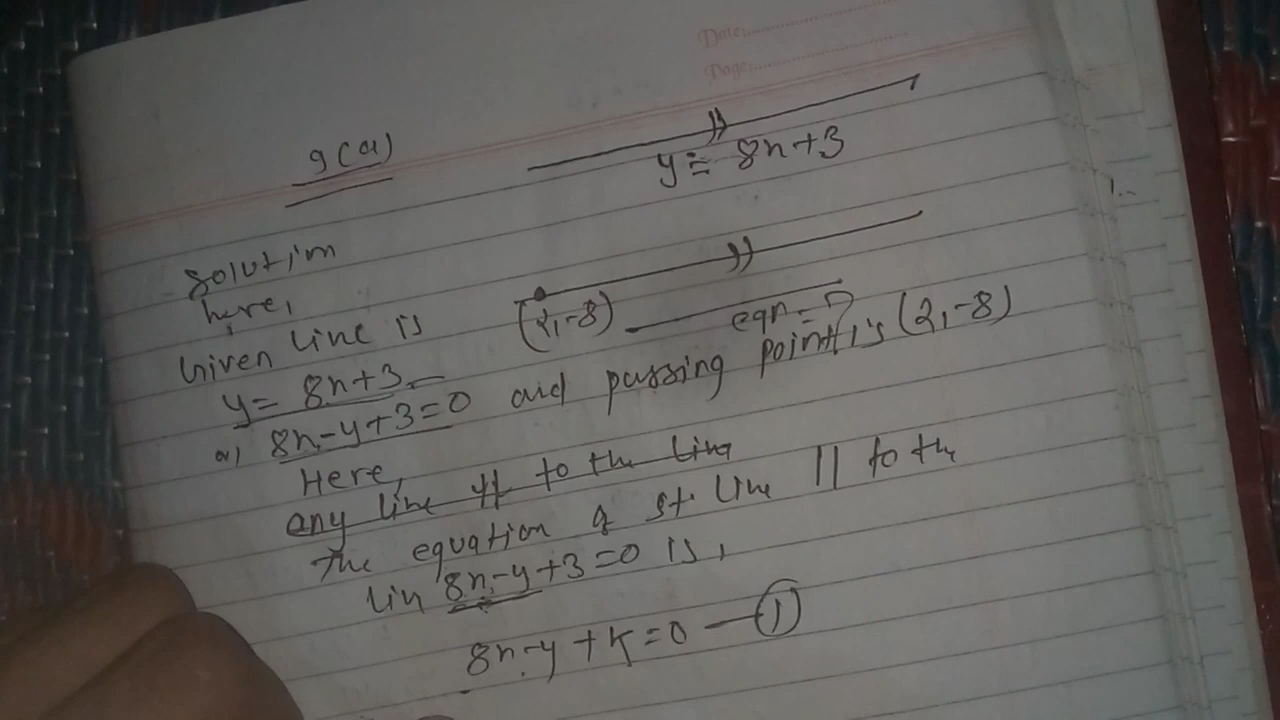 Date:
Page:
9(a)
y = 8x+3
Solution
here,
(2,-8) eqn = ?
Given line is
y = 8x+3
or, 8x-y+3=0 and passing point is (2,-8)
Here,
any line || to the line
The equation of st. line || to the
lin 8x-y+3=0 is,
8x-y+k=0 — (1)